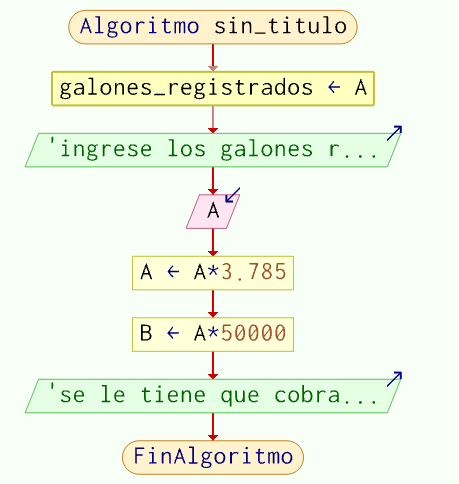 Algoritmo sin_titulo
galones_registrados ← A
'ingrese los galones r...
A
A ← A*3.785
B ← A*50000
'se le tiene que cobra...
FinAlgoritmo